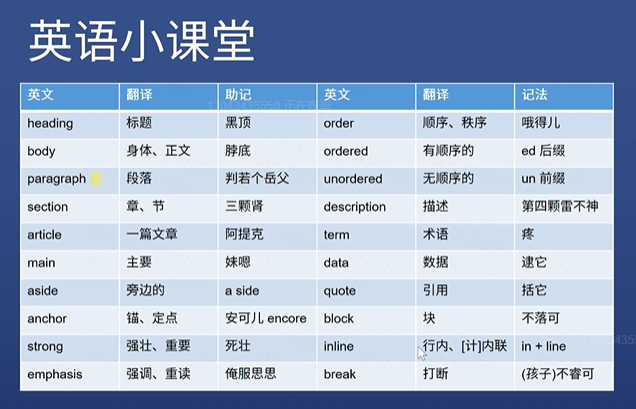 英语小课堂
英文 翻译 助记 英文 翻译 记法
heading 标题 黑顶 order 顺序、秩序 哦得儿
body 身体、正文 脖底 ordered 有顺序的 ed 后缀
paragraph 段落 判若个岳父 unordered 无顺序的 un 前缀
section 章、节 三颗肾 description 描述 第四颗雷不神
article 一篇文章 阿提克 term 术语 疼
main 主要 妹嗯 data 数据 逮它
aside 旁边的 a side quote 引用 括它
anchor 锚、定点 安可儿 encore block 块 不落可
strong 强壮、重要 死壮 inline 行内、[计]内联 in + line
emphasis 强调、重读 俺服思思 break 打断 (孩子)不睿可